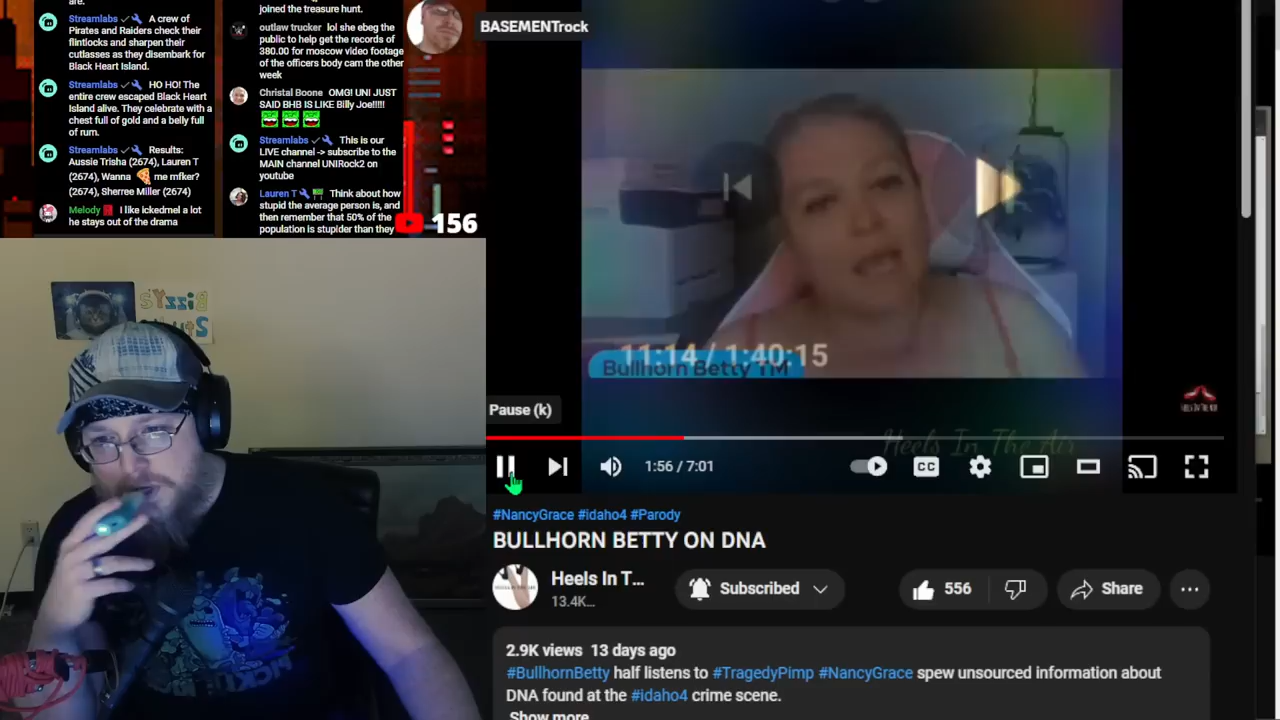 are.
Streamlabs A crew of
Pirates and Raiders check their
flintlocks and sharpen their
cutlasses as they disembark for
Black Heart Island.
Streamlabs HO HO! The
entire crew escaped Black Heart
Island alive. They celebrate with a
chest full of gold and a belly full
of rum.
Streamlabs Results:
Aussie Trisha (2674), Lauren T
(2674), Wanna me mfker?
(2674), Sherree Miller (2674)
Melody I like ickedmel a lot
he stays out of the drama
joined the treasure hunt.
outlaw trucker lol she ebeg the
public to help get the records of
380.00 for moscow video footage
of the officers body cam the other
week
Christal Boone OMG! UNI JUST
SAID BHB IS LIKE Billy Joe!!!!!
Streamlabs This is our
LIVE channel -> subscribe to the
MAIN channel UNIRock2 on
youtube
Lauren T Think about how
stupid the average person is, and
then remember that 50% of the
population is stupider than they
156
BASEMENTrock
11:14 / 1:40:15
Bullhorn Betty TM
Heels In The Air
Pause (k)
1:56 / 7:01
CC
#NancyGrace #idaho4 #Parody
BULLHORN BETTY ON DNA
Heels In T...
13.4K...
Subscribed
556
Share
2.9K views 13 days ago
#BullhornBetty half listens to #TragedyPimp #NancyGrace spew unsourced information about
DNA found at the #idaho4 crime scene.
Show more